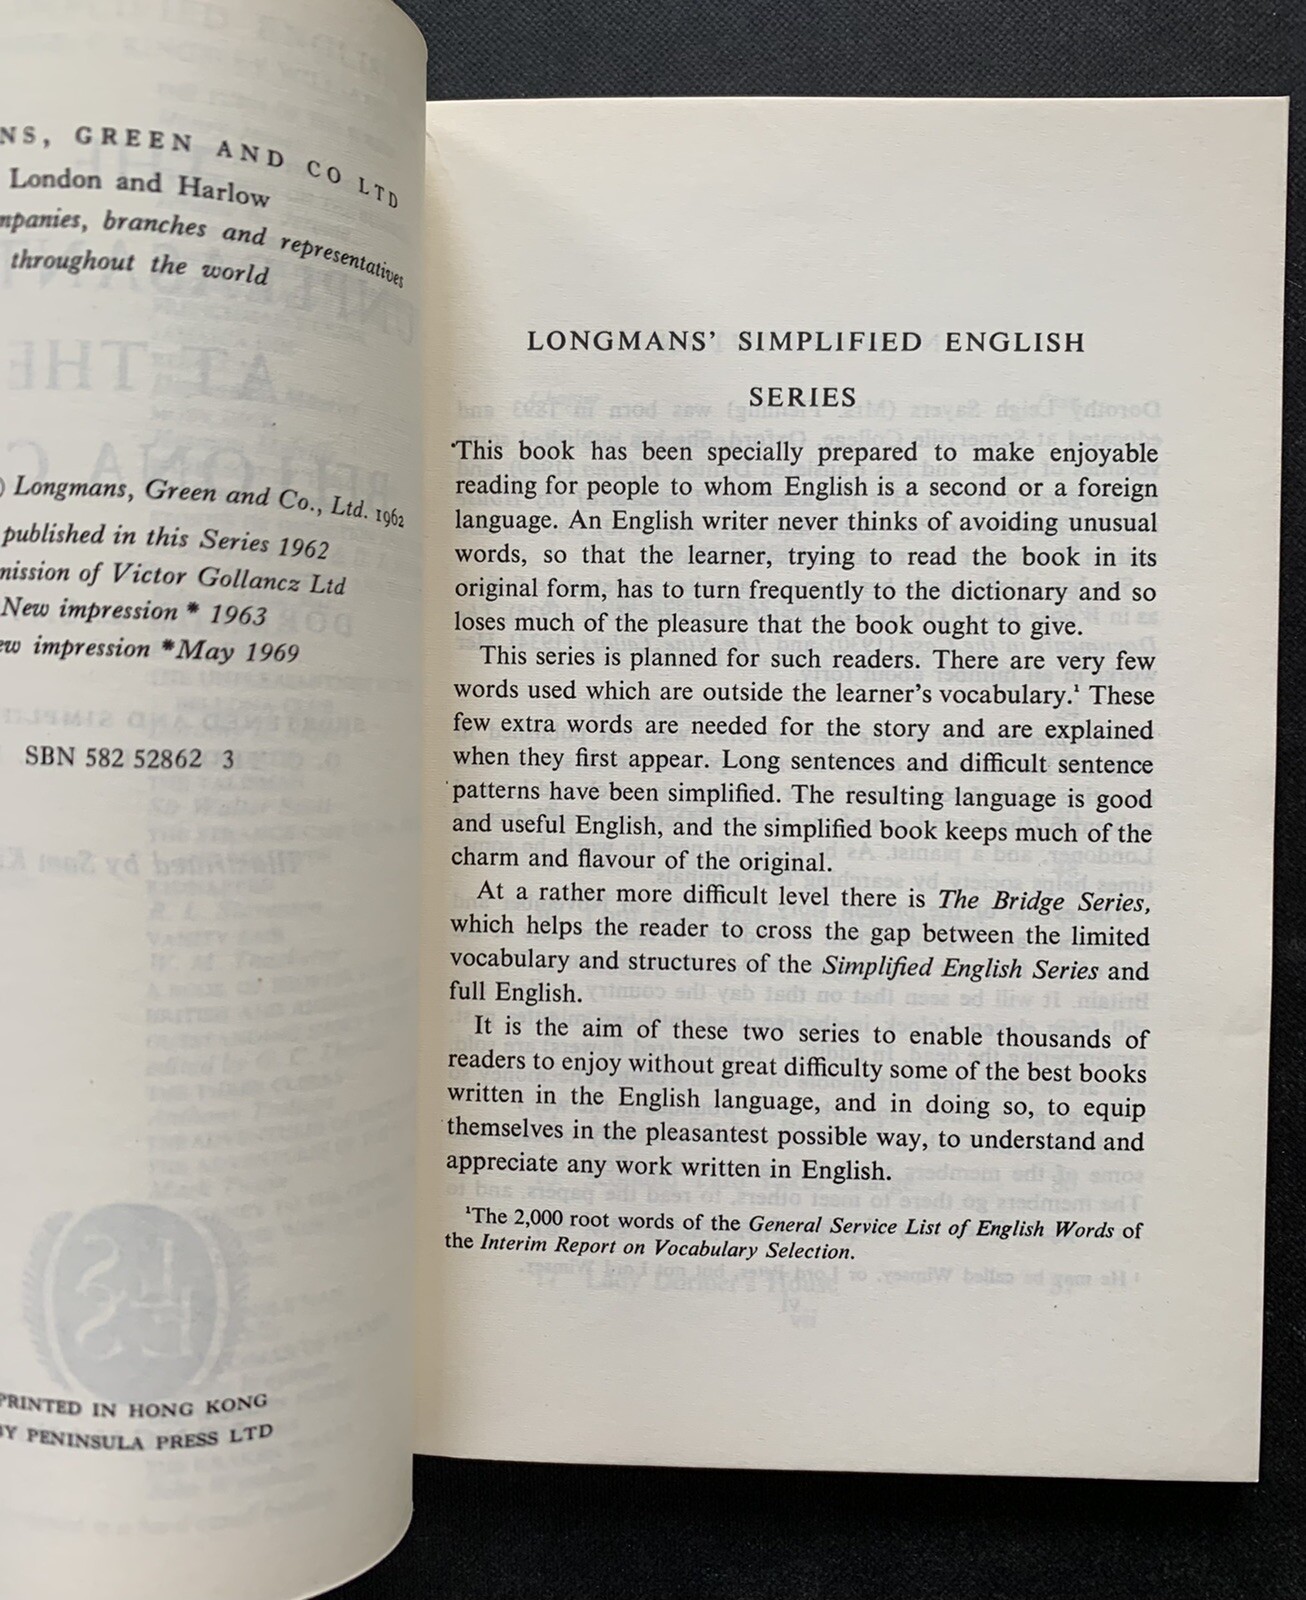 NS, GREEN AND CO LTD
London and Harlow
mpanies, branches and representatives
throughout the world
) Longmans, Green and Co., Ltd. 1962
published in this Series 1962
mission of Victor Gollancz Ltd
New impression * 1963
ew impression *May 1969
SBN 582 52862 3
PRINTED IN HONG KONG
BY PENINSULA PRESS LTD
LONGMANS' SIMPLIFIED ENGLISH
SERIES
This book has been specially prepared to make enjoyable
reading for people to whom English is a second or a foreign
language. An English writer never thinks of avoiding unusual
words, so that the learner, trying to read the book in its
original form, has to turn frequently to the dictionary and so
loses much of the pleasure that the book ought to give.
This series is planned for such readers. There are very few
words used which are outside the learner's vocabulary.¹ These
few extra words are needed for the story and are explained
when they first appear. Long sentences and difficult sentence
patterns have been simplified. The resulting language is good
and useful English, and the simplified book keeps much of the
charm and flavour of the original.
At a rather more difficult level there is The Bridge Series,
which helps the reader to cross the gap between the limited
vocabulary and structures of the Simplified English Series and
full English.
It is the aim of these two series to enable thousands of
readers to enjoy without great difficulty some of the best books
written in the English language, and in doing so, to equip
themselves in the pleasantest possible way, to understand and
appreciate any work written in English.
¹The 2,000 root words of the General Service List of English Words of
the Interim Report on Vocabulary Selection.